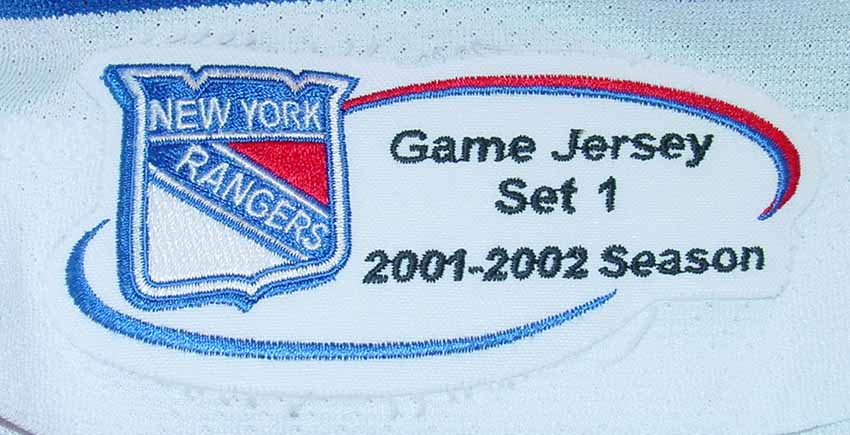 NEW YORK
RANGERS
Game Jersey
Set 1
2001-2002 Season